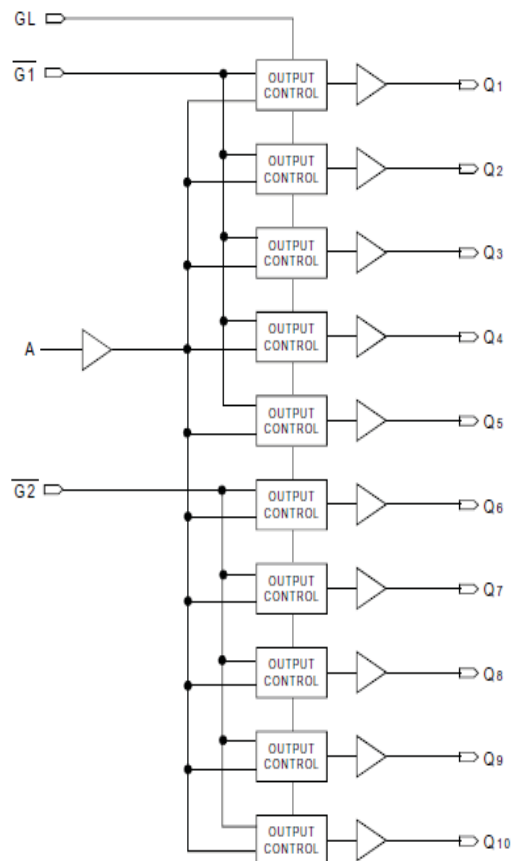 GL
G1
OUTPUT
CONTROL
Q1
OUTPUT
CONTROL
Q2
OUTPUT
CONTROL
Q3
OUTPUT
CONTROL
Q4
A
OUTPUT
CONTROL
Q5
G2
OUTPUT
CONTROL
Q6
OUTPUT
CONTROL
Q7
OUTPUT
CONTROL
Q8
OUTPUT
CONTROL
Q9
OUTPUT
CONTROL
Q10